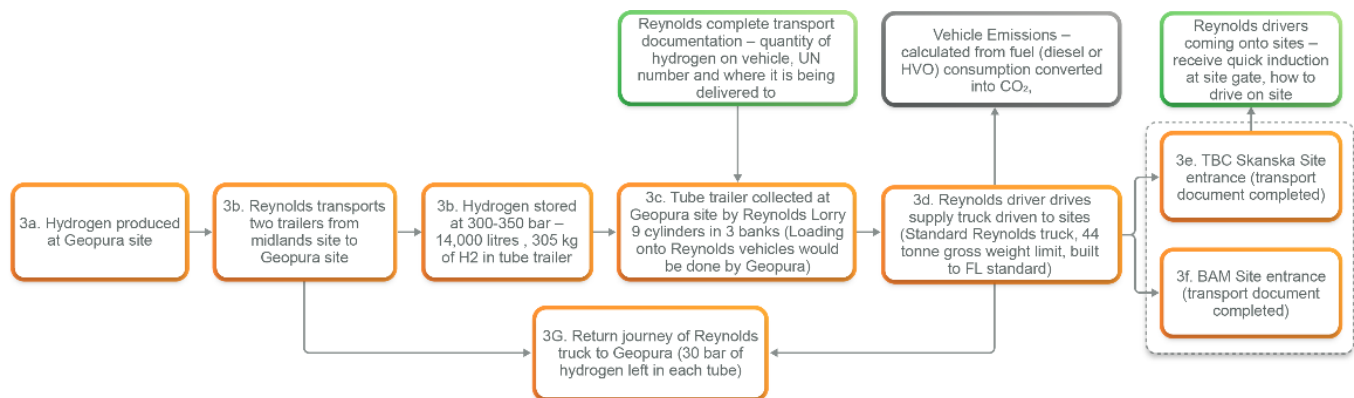 Reynolds complete transport
documentation – quantity of
hydrogen on vehicle, UN
number and where it is being
delivered to
Vehicle Emissions –
calculated from fuel (diesel or
HVO) consumption converted
into CO₂,
Reynolds drivers
coming onto sites –
receive quick induction
at site gate, how to
drive on site
3a. Hydrogen produced
at Geopura site
3b. Reynolds transports
two trailers from
midlands site to
Geopura site
3b. Hydrogen stored
at 300-350 bar –
14,000 litres , 305 kg
of H2 in tube trailer
3c. Tube trailer collected at
Geopura site by Reynolds Lorry
9 cylinders in 3 banks (Loading
onto Reynolds vehicles would
be done by Geopura)
3d. Reynolds driver drives
supply truck driven to sites
(Standard Reynolds truck, 44
tonne gross weight limit, built
to FL standard)
3e. TBC Skanska Site
entrance (transport
document completed)
3f. BAM Site entrance
(transport document
completed)
3G. Return journey of Reynolds
truck to Geopura (30 bar of
hydrogen left in each tube)